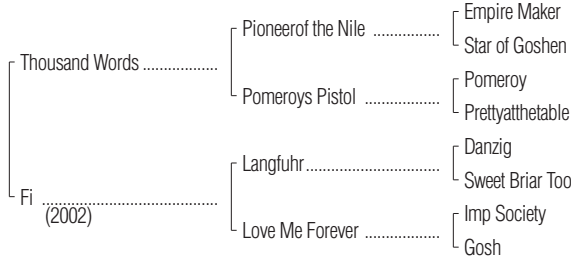 Empire Maker
Pioneerof the Nile .................
Star of Goshen
Thousand Words ..................
Pomeroy
Pomeroys Pistol ..................
Prettyatthetable
Danzig
Langfuhr................................
Sweet Briar Too
Fi ..........................................
(2002)
Imp Society
Love Me Forever ..................
Gosh